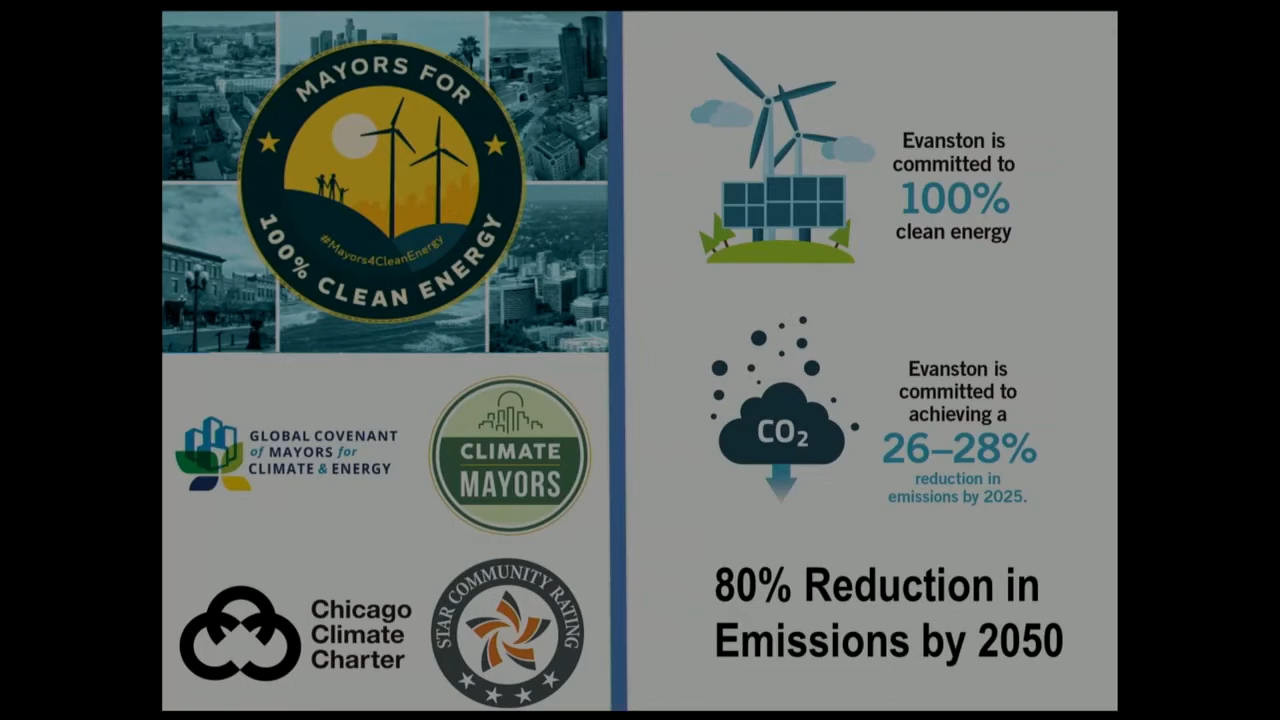 MAYORS FOR
100% CLEAN ENERGY
#Mayors4CleanEnergy
GLOBAL COVENANT
of MAYORS for
CLIMATE & ENERGY
CLIMATE
MAYORS
Chicago
Climate
Charter
STAR COMMUNITY RATING
Evanston is
committed to
100%
clean energy
CO2
Evanston is
committed to
achieving a
26–28%
reduction in
emissions by 2025.
80% Reduction in
Emissions by 2050